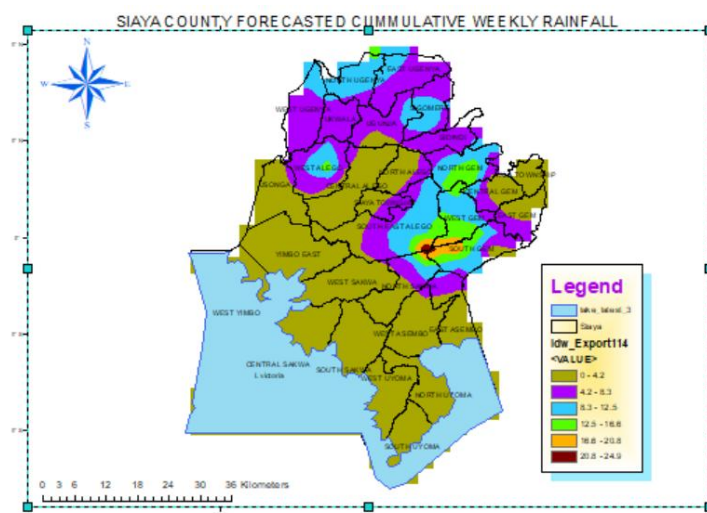 SIAYA COUNTY FORECASTED CUMMULATIVE WEEKLY RAINFALL
N
W E
S
EAST UGENYA
NORTH UGENYA
WEST UGENYA
UKWALA
UGUNJA
WEST ALEGO
NORTH ALEGO
NORTH GEM
CENTRAL GEM
USONGA
CENTRAL ALEGO
EAST GEM
WEST GEM
SOUTH EAST ALEGO
SOUTH GEM
YIMBO EAST
WEST SAKWA
WEST YIMBO
WEST ASEMBO
EAST ASEMBO
CENTRAL SAKWA
SOUTH SAKWA
L victoria
WEST UYOMA
NORTH UYOMA
SOUTH UYOMA
Legend
Siaya
Idw_Export114
<VALUE>
0 - 4.2
4.2 - 8.3
8.3 - 12.5
12.5 - 16.6
16.6 - 20.8
20.8 - 24.9
0 3 6 12 18 24 30 36 Kilometers